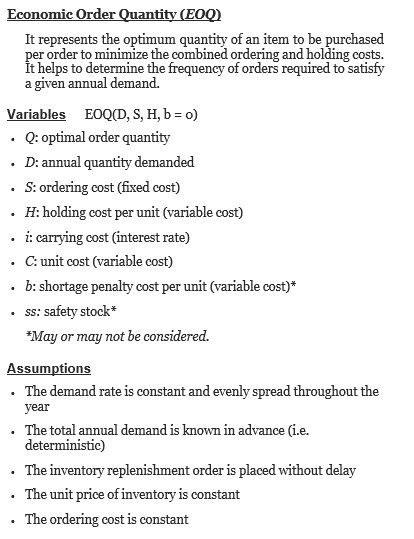 Economic Order Quantity (EOQ)
It represents the optimum quantity of an item to be purchased
per order to minimize the combined ordering and holding costs.
It helps to determine the frequency of orders required to satisfy
a given annual demand.
Variables EOQ(D, S, H, b = 0)
• Q: optimal order quantity
• D: annual quantity demanded
• S: ordering cost (fixed cost)
• H: holding cost per unit (variable cost)
• i: carrying cost (interest rate)
• C: unit cost (variable cost)
• b: shortage penalty cost per unit (variable cost)*
• ss: safety stock*
*May or may not be considered.
Assumptions
• The demand rate is constant and evenly spread throughout the
year
• The total annual demand is known in advance (i.e.
deterministic)
• The inventory replenishment order is placed without delay
• The unit price of inventory is constant
• The ordering cost is constant